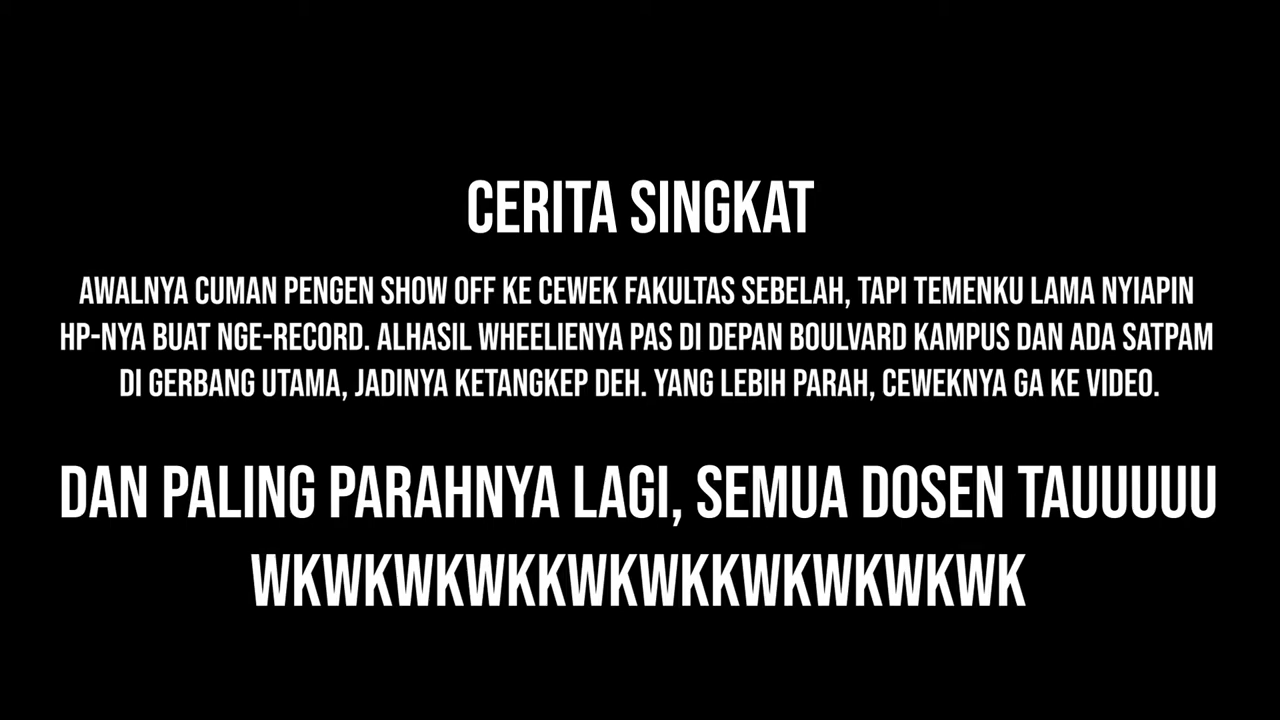 CERITA SINGKAT
AWALNYA CUMAN PENGEN SHOW OFF KE CEWEK FAKULTAS SEBELAH, TAPI TEMENKU LAMA NYIAPIN
HP-NYA BUAT NGE-RECORD. ALHASIL WHEELIENYA PAS DI DEPAN BOULVARD KAMPUS DAN ADA SATPAM
DI GERBANG UTAMA, JADINYA KETANGKEP DEH. YANG LEBIH PARAH, CEWEKNYA GA KE VIDEO.
DAN PALING PARAHNYA LAGI, SEMUA DOSEN TAUUUUU
WKWKWKWKKWKWKKWKWKWKWK